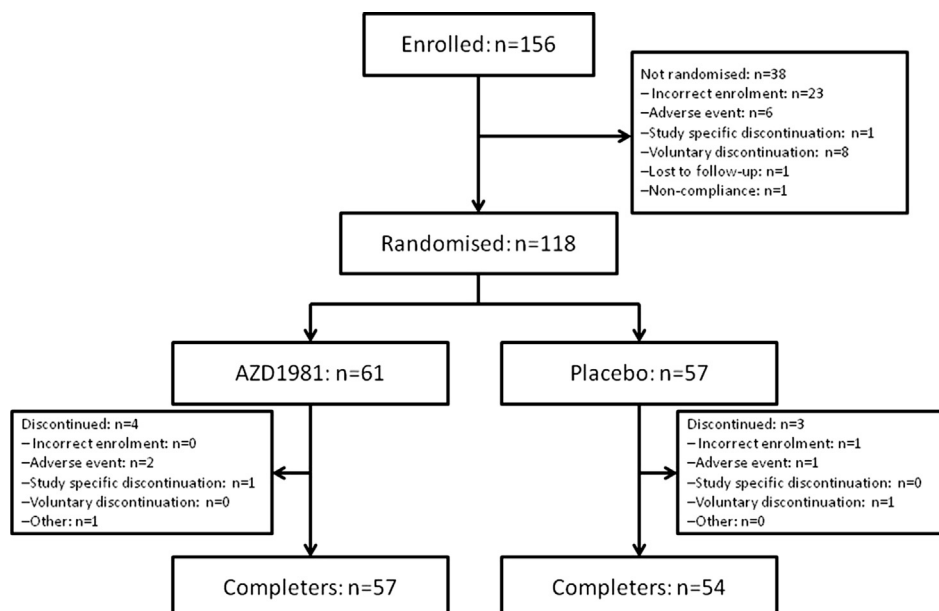 Enrolled: n=156
Not randomised: n=38
–Incorrect enrolment: n=23
–Adverse event: n=6
–Study specific discontinuation: n=1
–Voluntary discontinuation: n=8
–Lost to follow-up: n=1
–Non-compliance: n=1
Randomised: n=118
AZD1981: n=61
Placebo: n=57
Discontinued: n=4
–Incorrect enrolment: n=0
–Adverse event: n=2
–Study specific discontinuation: n=1
–Voluntary discontinuation: n=0
–Other: n=1
Discontinued: n=3
–Incorrect enrolment: n=1
–Adverse event: n=1
–Study specific discontinuation: n=0
–Voluntary discontinuation: n=1
–Other: n=0
Completers: n=57
Completers: n=54